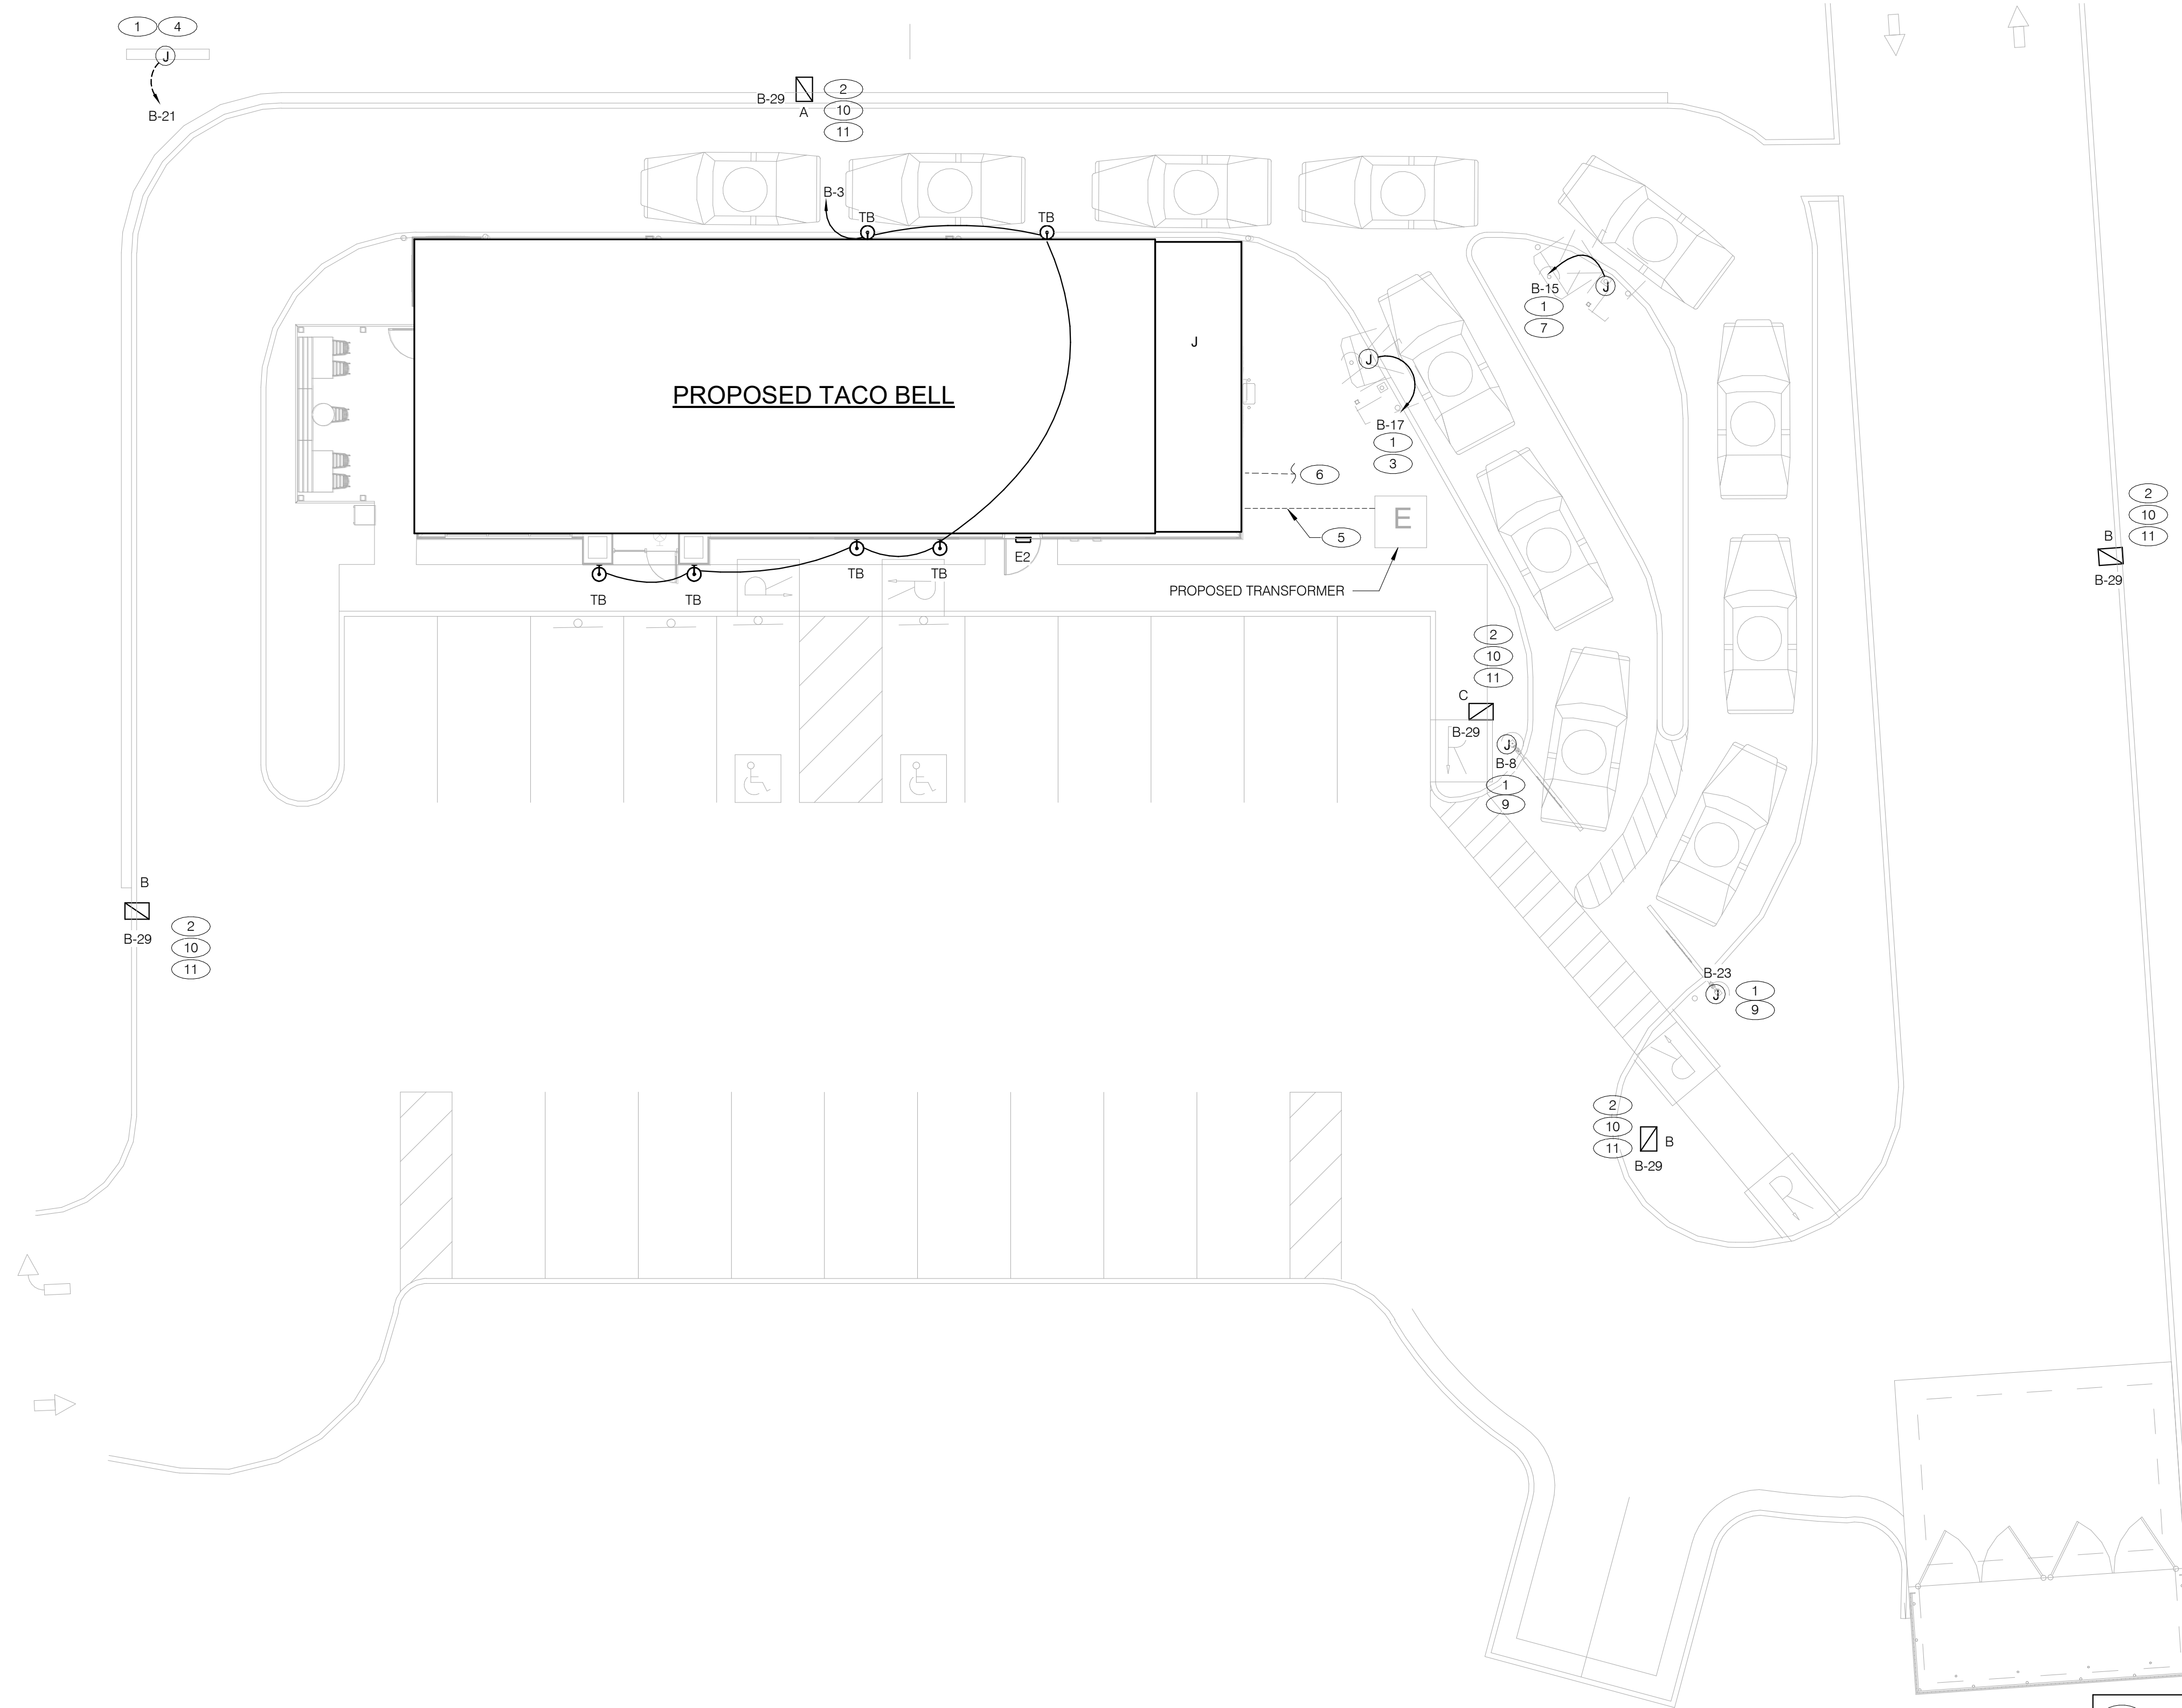 1 4
J
B-21
B-29
A
2
10
11
B-3
TB TB
J
B-15
1
7
J
J
PROPOSED TACO BELL
B-17
1
3
6
E
5
E2
TB TB
TB TB
PROPOSED TRANSFORMER
2
10
11
B
B-29
2
10
11
C
B-29
J
B-8
1
9
B
B-29
2
10
11
B-23
J
1
9
2
10
11
B
B-29